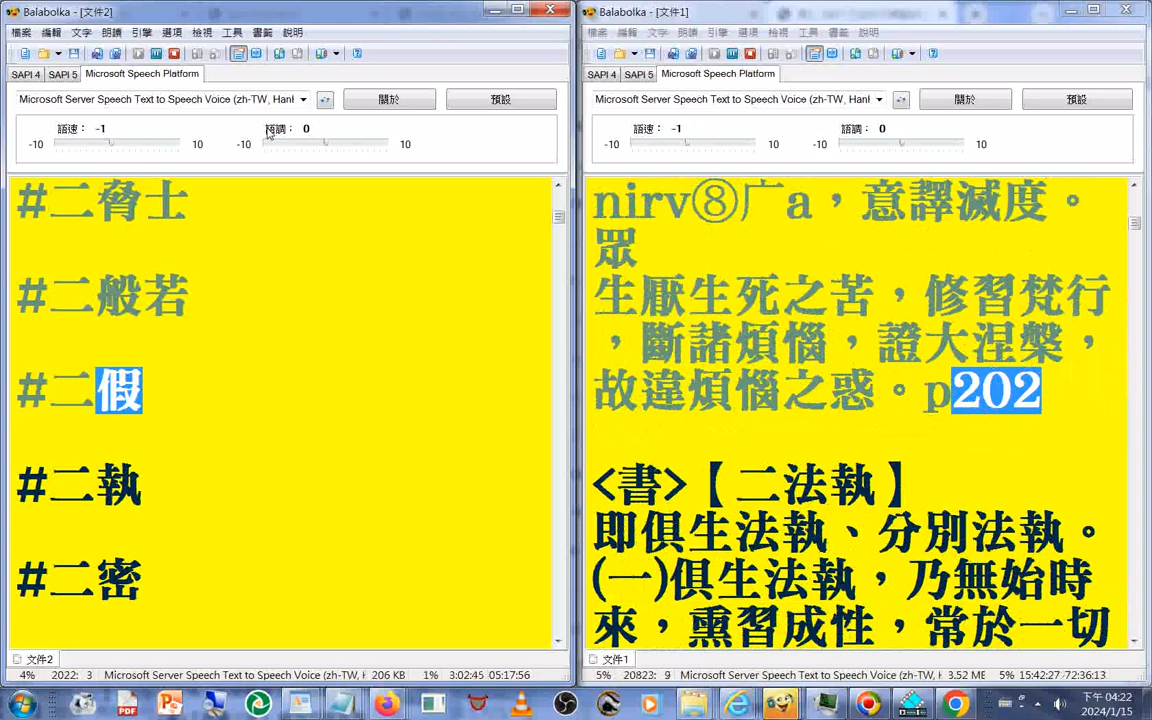 Balabolka - [文件2]
檔案 編輯 文字 朗讀 引擎 選項 檢視 工具 書籤 說明
SAPI 4 SAPI 5 Microsoft Speech Platform
Microsoft Server Speech Text to Speech Voice (zh-TW, HanH 關於 預設
語速： -1 語調： 0
-10 10 -10 10
#二脅士
#二般若
#二假
#二執
#二密
文件2
4% 2022: 3 Microsoft Server Speech Text to Speech Voice (zh-TW, Hanl 206 KB 1% 3:02:45 05:17:56
Balabolka - [文件1]
檔案 編輯 文字 朗讀 引擎 選項 檢視 工具 書籤 說明
SAPI 4 SAPI 5 Microsoft Speech Platform
Microsoft Server Speech Text to Speech Voice (zh-TW, HanH 關於 預設
語速： -1 語調： 0
-10 10 -10 10
nirv⑧广a，意譯滅度。
眾
生厭生死之苦，修習梵行
，斷諸煩惱，證大涅槃，
故違煩惱之惑。p202
<書>【二法執】
即俱生法執、分別法執。
(一)俱生法執，乃無始時
來，熏習成性，常於一切
文件1
5% 20823: 9 Microsoft Server Speech Text to Speech Voice (zh-TW, H 3.52 ME 5% 15:42:27 72:36:13
下午 04:22
2024/1/15